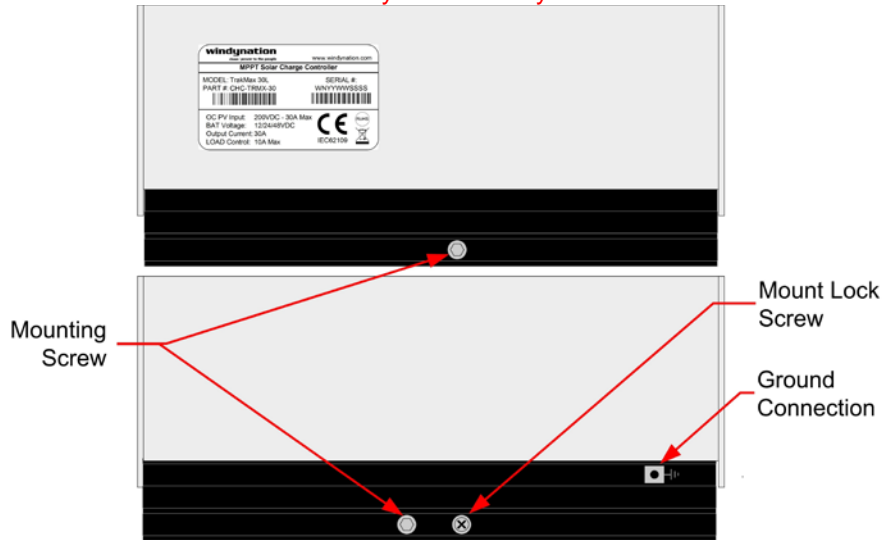 windynation
www.windynation.com
MPPT Solar Charge Controller
MODEL: TrakMax 30L
SERIAL #:
PART #: CHC-TRMX-30
WNYYWWSSSS
OC PV Input: 200VDC - 30A Max
BAT Voltage: 12/24/48VDC
Output Current: 30A
LOAD Control: 10A Max
CE
RoHS
IEC62109
Mounting
Screw
Mount Lock
Screw
Ground
Connection